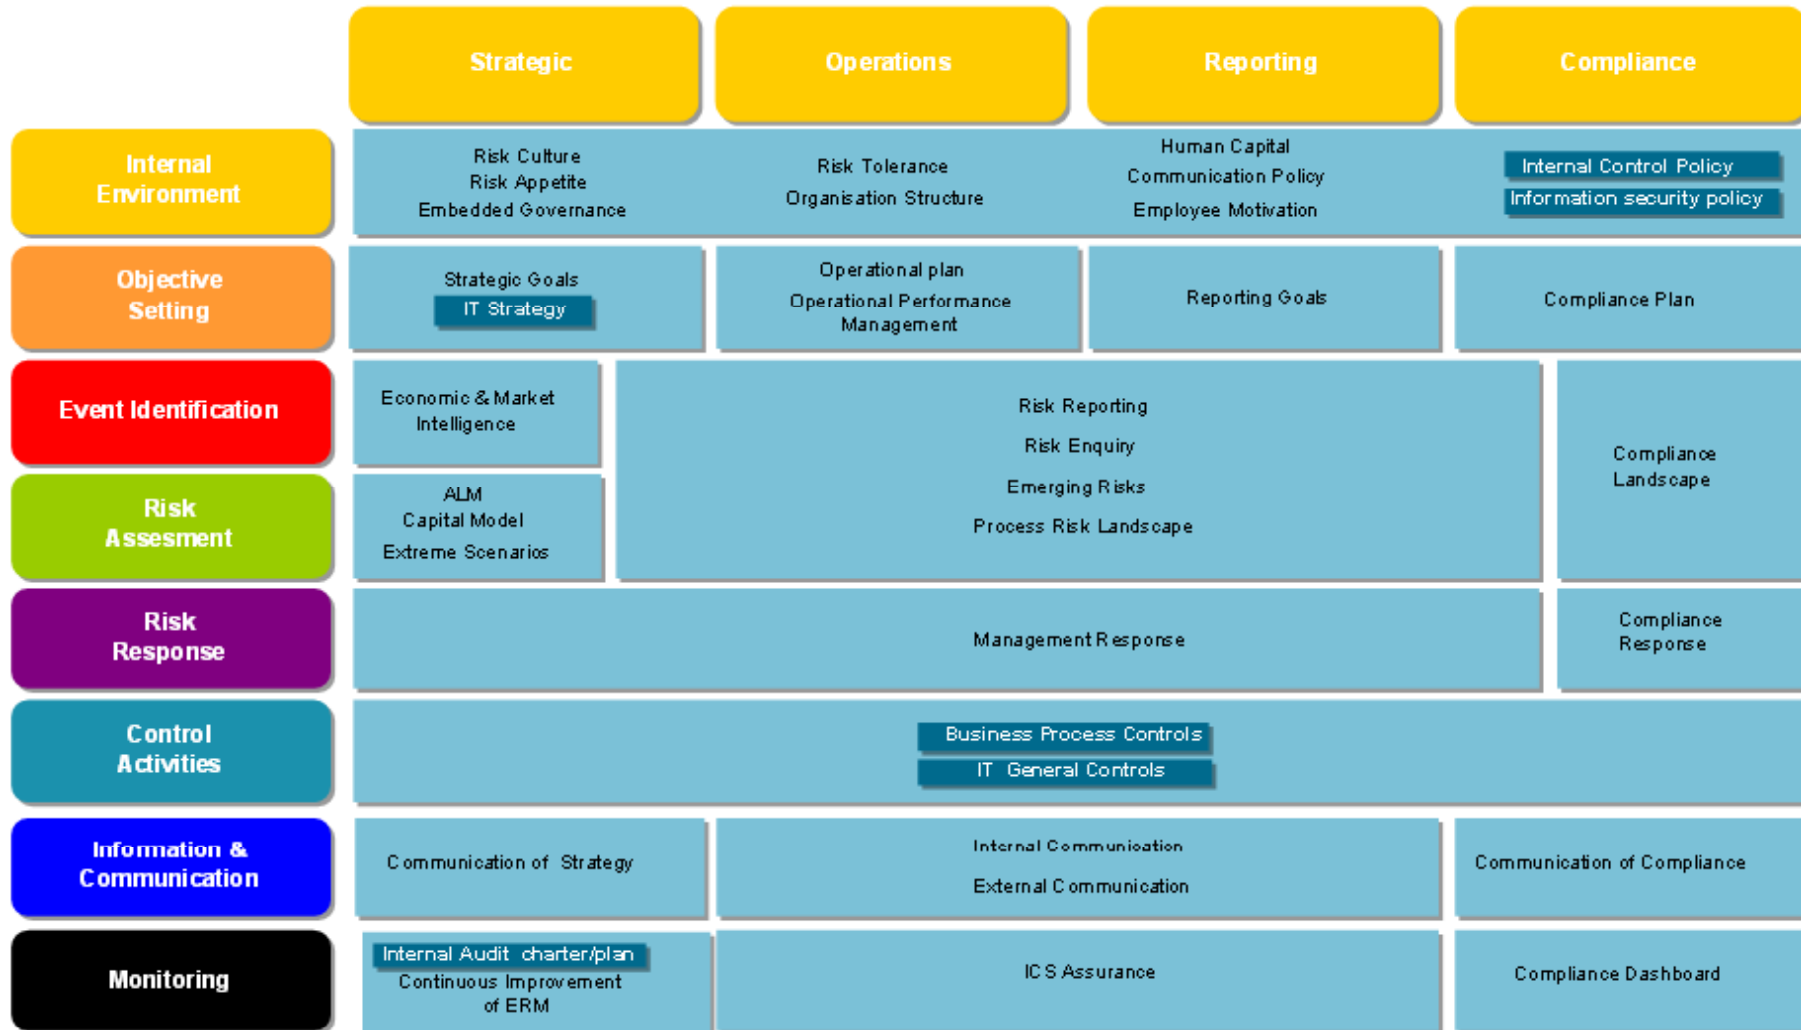 Strategic
Operations
Reporting
Compliance
Internal
Environment
Risk Culture
Risk Appetite
Embedded Governance
Risk Tolerance
Organisation Structure
Human Capital
Communication Policy
Employee Motivation
Internal Control Policy
Information security policy
Objective
Setting
Strategic Goals
IT Strategy
Operational plan
Operational Performance
Management
Reporting Goals
Compliance Plan
Event Identification
Economic & Market
Intelligence
Risk Reporting
Risk Enquiry
Emerging Risks
Process Risk Landscape
Compliance
Landscape
Risk
Assesment
ALM
Capital Model
Extreme Scenarios
Risk
Response
Management Response
Compliance
Response
Control
Activities
Business Process Controls
IT General Controls
Information &
Communication
Communication of Strategy
Internal Communication
External Communication
Communication of Compliance
Monitoring
Internal Audit charter/plan
Continuous Improvement
of ERM
ICS Assurance
Compliance Dashboard